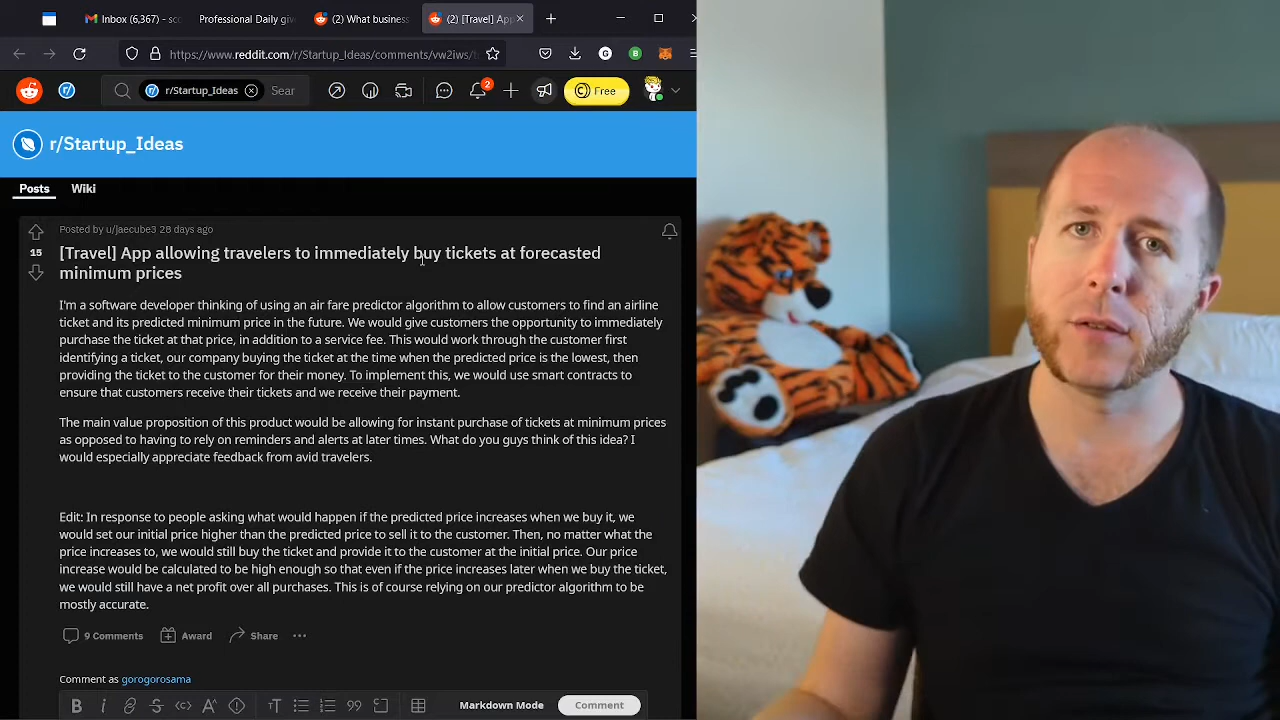 Inbox (6,367) - sco
Professional Daily give
(2) What business
(2) [Travel] App
https://www.reddit.com/r/Startup_Ideas/comments/vw2iws/
r/Startup_Ideas
Sear
2
Free
r/Startup_Ideas
Posts
Wiki
Posted by u/jaecube3 28 days ago
15
[Travel] App allowing travelers to immediately buy tickets at forecasted
minimum prices
I'm a software developer thinking of using an air fare predictor algorithm to allow customers to find an airline
ticket and its predicted minimum price in the future. We would give customers the opportunity to immediately
purchase the ticket at that price, in addition to a service fee. This would work through the customer first
identifying a ticket, our company buying the ticket at the time when the predicted price is the lowest, then
providing the ticket to the customer for their money. To implement this, we would use smart contracts to
ensure that customers receive their tickets and we receive their payment.
The main value proposition of this product would be allowing for instant purchase of tickets at minimum prices
as opposed to having to rely on reminders and alerts at later times. What do you guys think of this idea? I
would especially appreciate feedback from avid travelers.
Edit: In response to people asking what would happen if the predicted price increases when we buy it, we
would set our initial price higher than the predicted price to sell it to the customer. Then, no matter what the
price increases to, we would still buy the ticket and provide it to the customer at the initial price. Our price
increase would be calculated to be high enough so that even if the price increases later when we buy the ticket,
we would still have a net profit over all purchases. This is of course relying on our predictor algorithm to be
mostly accurate.
9 Comments
Award
Share
Comment as gorogorosama
Markdown Mode
Comment